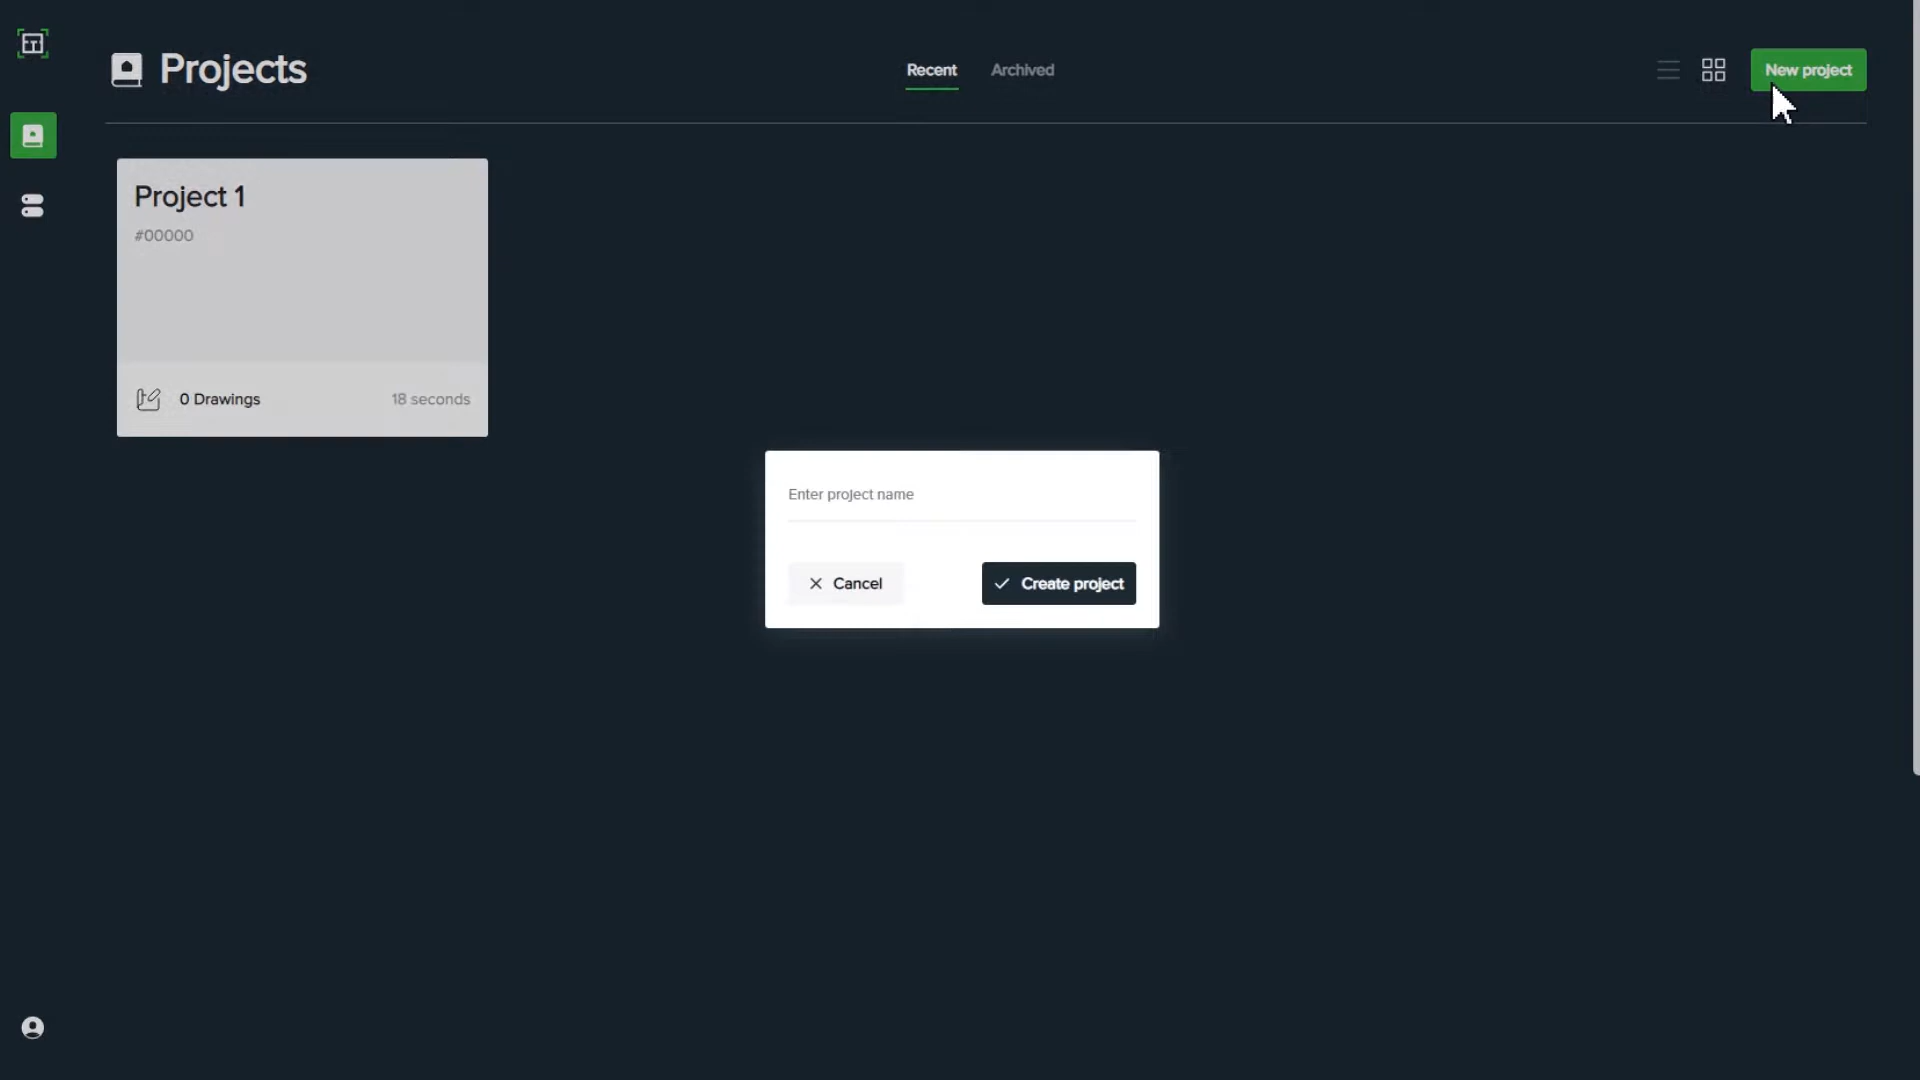 Projects
Recent
Archived
New project
Project 1
#00000
0 Drawings
18 seconds
Enter project name
Cancel
Create project